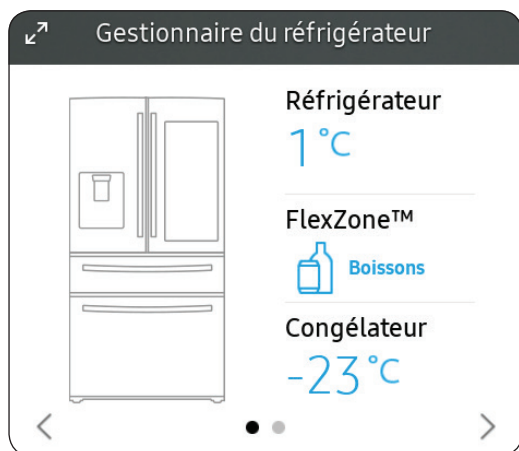 Gestionnaire du réfrigérateur
Réfrigérateur
1°C
FlexZone™
Boissons
Congélateur
-23°C